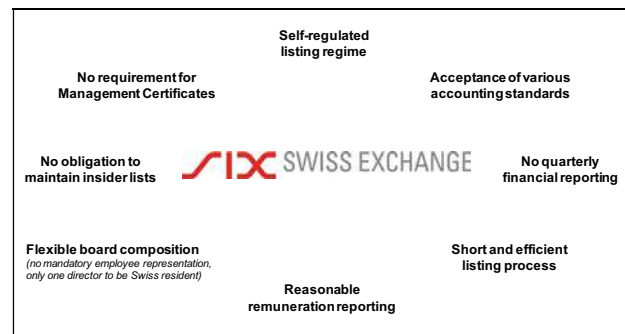 Self-regulated
listing regime
No requirement for
Management Certificates
Acceptance of various
accounting standards
No obligation to
maintain insider lists
SIX SWISS EXCHANGE
No quarterly
financial reporting
Flexible board composition
(no mandatory employee representation,
only one director to be Swiss resident)
Short and efficient
listing process
Reasonable
remuneration reporting